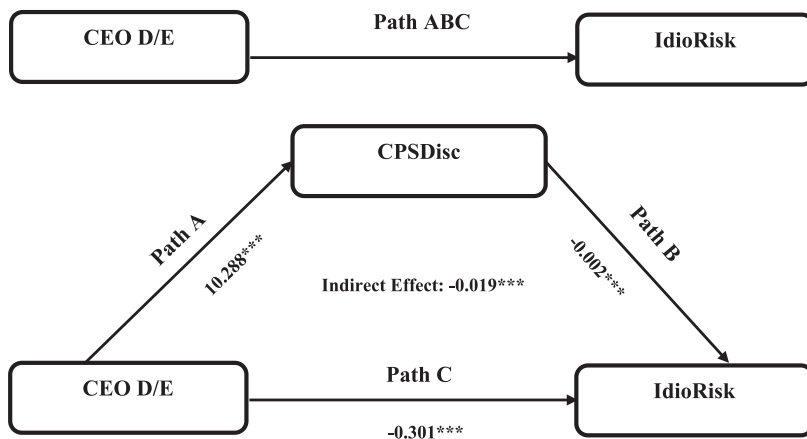 CEO D/E
Path ABC
IdioRisk
CPSDisc
Path A
10.288***
Path B
-0.002***
Indirect Effect: -0.019***
CEO D/E
Path C
-0.301***
IdioRisk